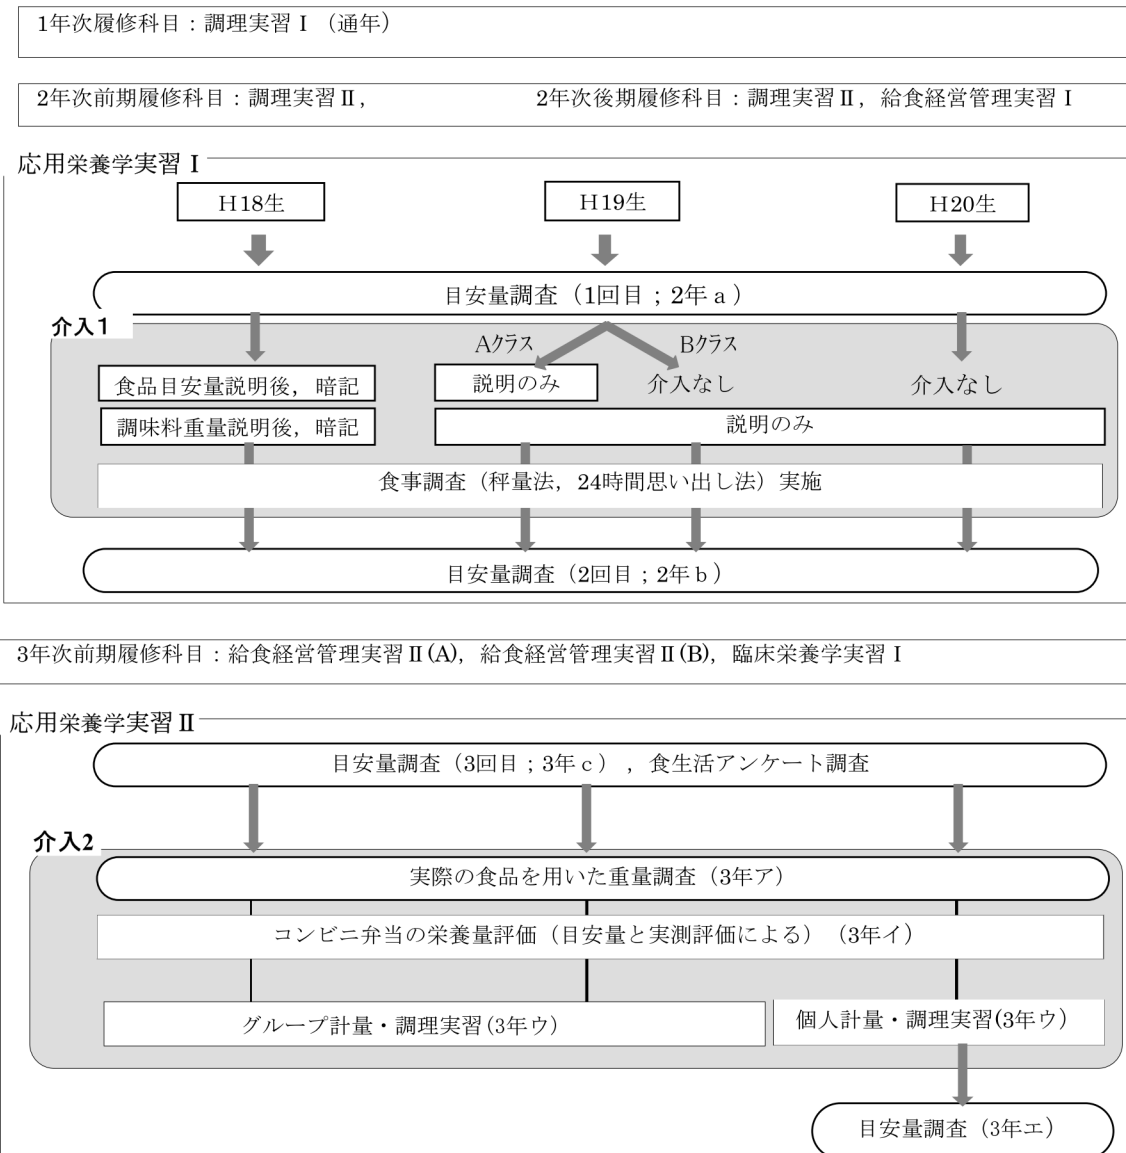 1年次履修科目：調理実習Ⅰ（通年）
2年次前期履修科目：調理実習Ⅱ， 2年次後期履修科目：調理実習Ⅱ，給食経営管理実習Ⅰ
応用栄養学実習Ⅰ
H18生 H19生 H20生
目安量調査（1回目；2年ａ）
介入1
Aクラス Bクラス
食品目安量説明後，暗記 説明のみ 介入なし 介入なし
調味料重量説明後，暗記 説明のみ
食事調査（秤量法，24時間思い出し法）実施
目安量調査（2回目；2年ｂ）
3年次前期履修科目：給食経営管理実習Ⅱ(A)，給食経営管理実習Ⅱ(B)，臨床栄養学実習Ⅰ
応用栄養学実習Ⅱ
目安量調査（3回目；3年ｃ），食生活アンケート調査
介入2
実際の食品を用いた重量調査（3年ア）
コンビニ弁当の栄養量評価（目安量と実測評価による）（3年イ）
グループ計量・調理実習(3年ウ） 個人計量・調理実習(3年ウ）
目安量調査（3年エ）